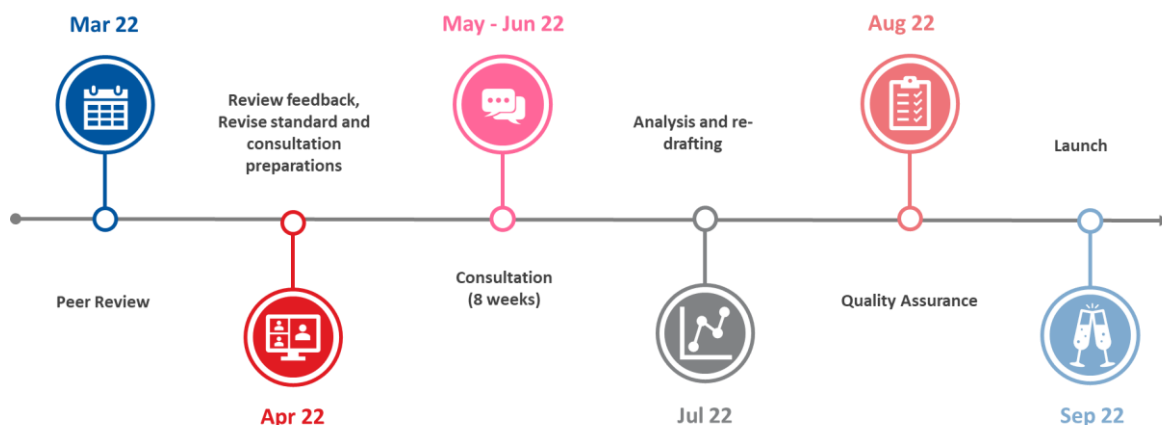 Mar 22
Peer Review
Review feedback,
Revise standard and
consultation
preparations
Apr 22
May - Jun 22
Consultation
(8 weeks)
Analysis and re-
drafting
Jul 22
Aug 22
Quality Assurance
Launch
Sep 22